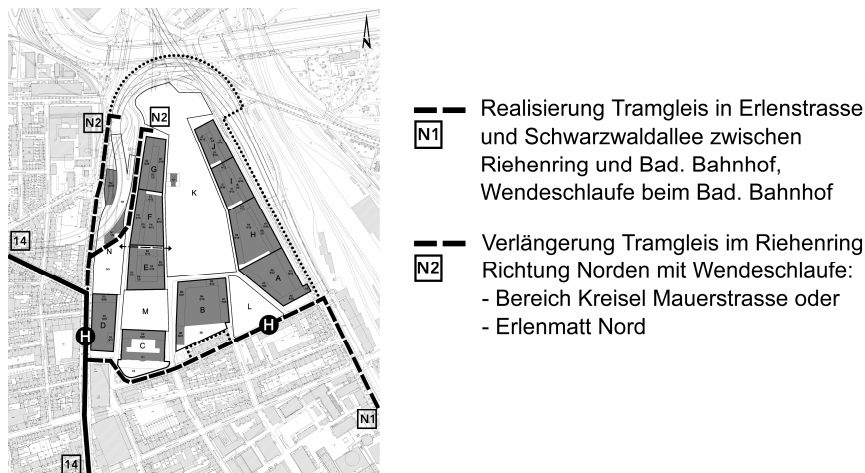 N2
N2
J
G
I
K
F
14
H
N
E
A
D
M
B
L
H
H
C
N1
14
Realisierung Tramgleis in Erlenstrasse
N1
und Schwarzwaldallee zwischen
Riehenring und Bad. Bahnhof,
Wendeschlaufe beim Bad. Bahnhof
Verlängerung Tramgleis im Riehenring
N2
Richtung Norden mit Wendeschlaufe:
- Bereich Kreisel Mauerstrasse oder
- Erlenmatt Nord